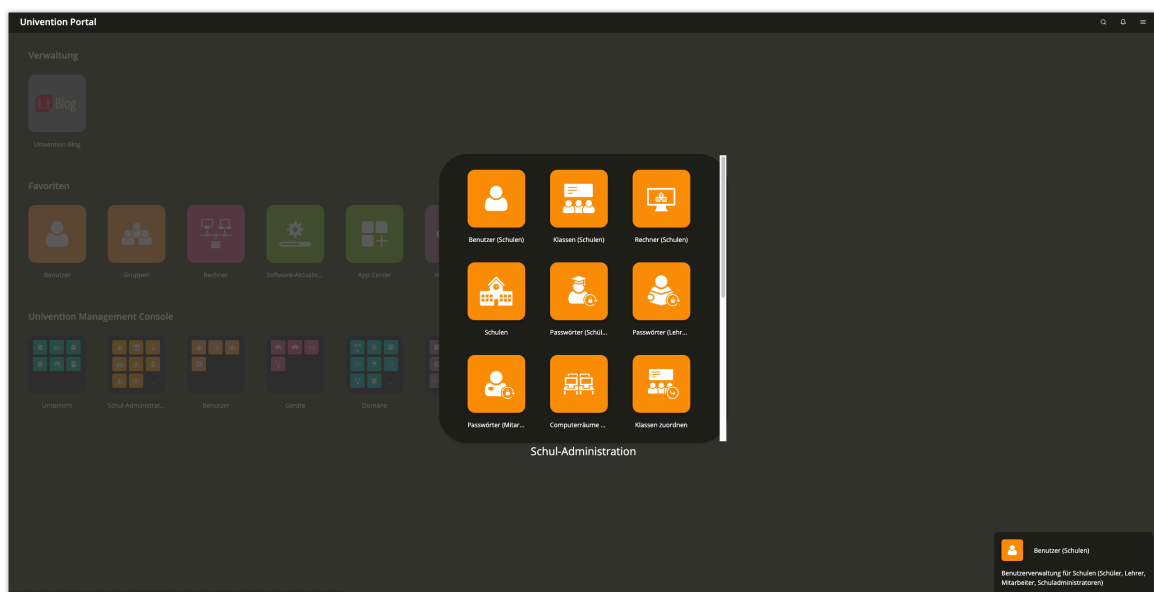 Univention Portal
Verwaltung
Blog
Univention Blog
Favoriten
Benutzer
Gruppen
Rechner
Software-Aktualis...
App Center
Univention Management Console
Unterricht
Schul-Administrat...
Benutzer
Geräte
Domäne
Benutzer (Schulen)
Klassen (Schulen)
Rechner (Schulen)
Schulen
Passwörter (Schül...
Passwörter (Lehr...
Passwörter (Mitar...
Computerräume ...
Klassen zuordnen
Schul-Administration
Benutzer (Schulen)
Benutzerverwaltung für Schulen (Schüler, Lehrer,
Mitarbeiter, Schuladministratoren)